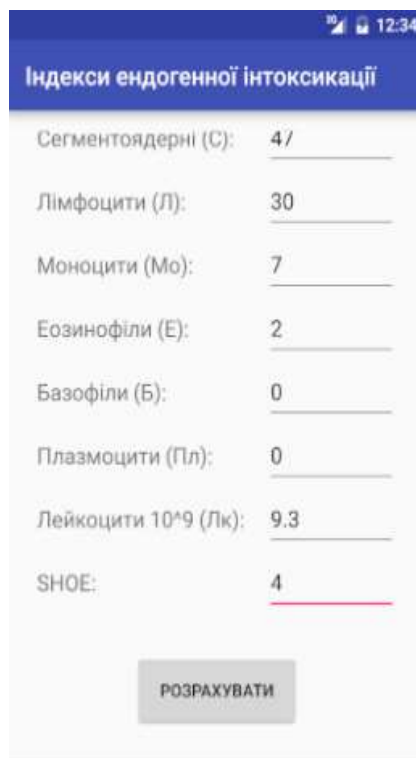 12:34
Індекси ендогенної інтоксикації
Сегментоядерні (С): 47
Лімфоцити (Л): 30
Моноцити (Мо): 7
Еозинофіли (Е): 2
Базофіли (Б): 0
Плазмоцити (Пл): 0
Лейкоцити 10^9 (Лк): 9.3
SHOE: 4
РОЗРАХУВАТИ